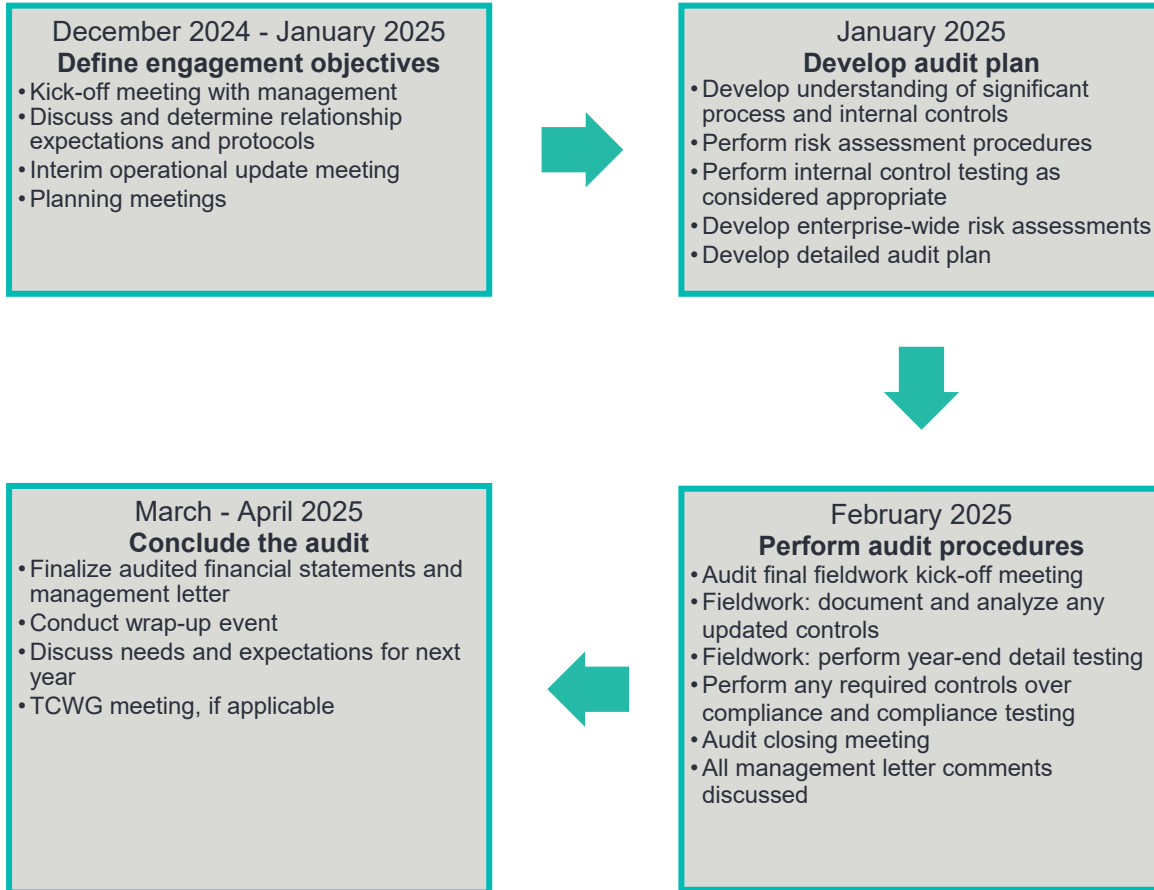 December 2024 - January 2025
Define engagement objectives
• Kick-off meeting with management
• Discuss and determine relationship
expectations and protocols
• Interim operational update meeting
• Planning meetings
January 2025
Develop audit plan
• Develop understanding of significant
process and internal controls
• Perform risk assessment procedures
• Perform internal control testing as
considered appropriate
• Develop enterprise-wide risk assessments
• Develop detailed audit plan
February 2025
Perform audit procedures
• Audit final fieldwork kick-off meeting
• Fieldwork: document and analyze any
updated controls
• Fieldwork: perform year-end detail testing
• Perform any required controls over
compliance and compliance testing
• Audit closing meeting
• All management letter comments
discussed
March - April 2025
Conclude the audit
• Finalize audited financial statements and
management letter
• Conduct wrap-up event
• Discuss needs and expectations for next
year
• TCWG meeting, if applicable